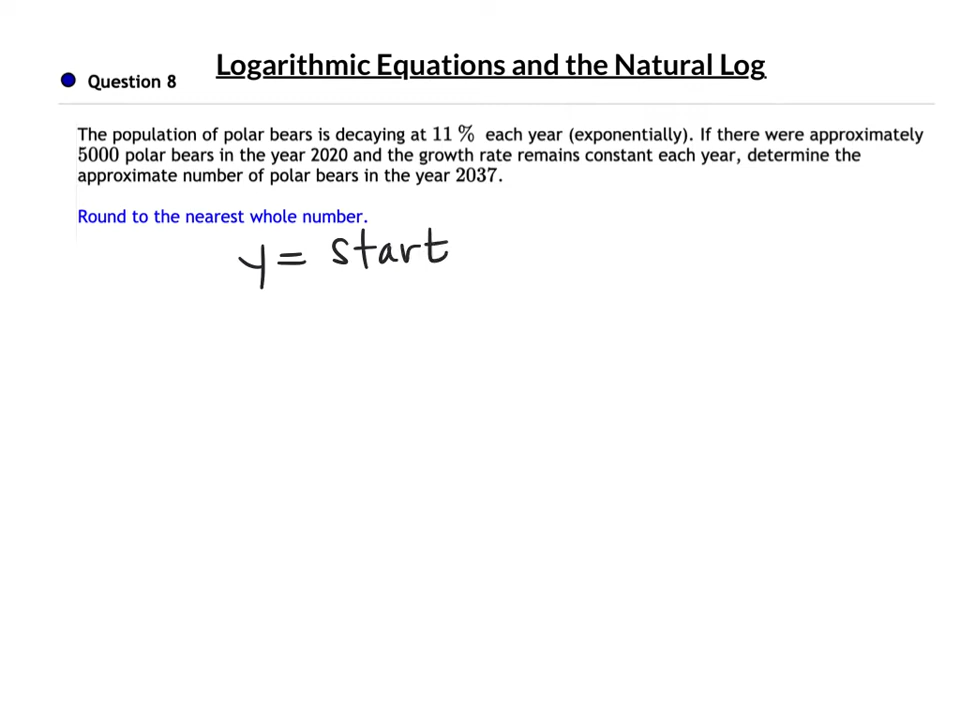 Logarithmic Equations and the Natural Log
Question 8
The population of polar bears is decaying at 11 % each year (exponentially). If there were approximately
5000 polar bears in the year 2020 and the growth rate remains constant each year, determine the
approximate number of polar bears in the year 2037.
Round to the nearest whole number.
y = start